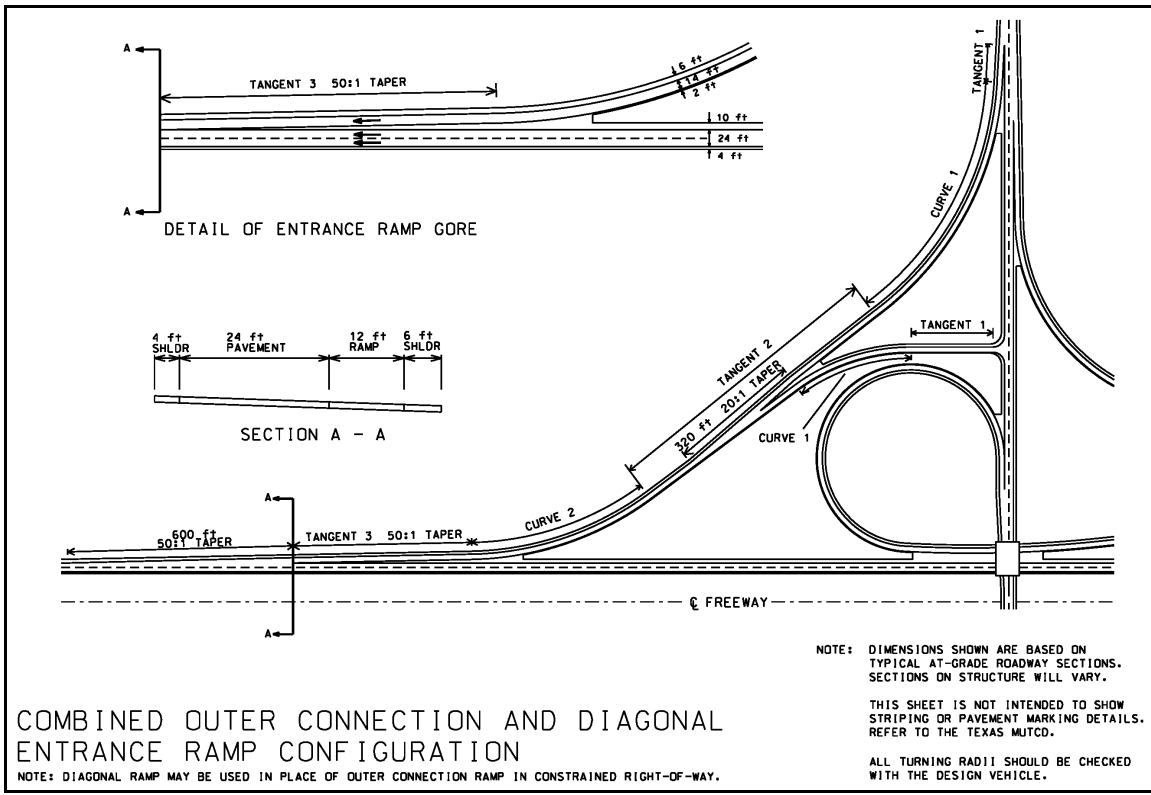 A
TANGENT 3 50:1 TAPER
6 ft
14 ft
2 ft
10 ft
24 ft
4 ft
A
DETAIL OF ENTRANCE RAMP GORE
TANGENT 1
CURVE 1
4 ft
SHLDR
24 ft
PAVEMENT
12 ft
RAMP
6 ft
SHLDR
SECTION A - A
TANGENT 1
TANGENT 2
320 ft 20:1 TAPER
CURVE 1
CURVE 2
A
600 ft
50:1 TAPER
TANGENT 3 50:1 TAPER
℄ FREEWAY
A
NOTE: DIMENSIONS SHOWN ARE BASED ON
TYPICAL AT-GRADE ROADWAY SECTIONS.
SECTIONS ON STRUCTURE WILL VARY.
THIS SHEET IS NOT INTENDED TO SHOW
STRIPING OR PAVEMENT MARKING DETAILS.
REFER TO THE TEXAS MUTCD.
ALL TURNING RADII SHOULD BE CHECKED
WITH THE DESIGN VEHICLE.
COMBINED OUTER CONNECTION AND DIAGONAL
ENTRANCE RAMP CONFIGURATION
NOTE: DIAGONAL RAMP MAY BE USED IN PLACE OF OUTER CONNECTION RAMP IN CONSTRAINED RIGHT-OF-WAY.